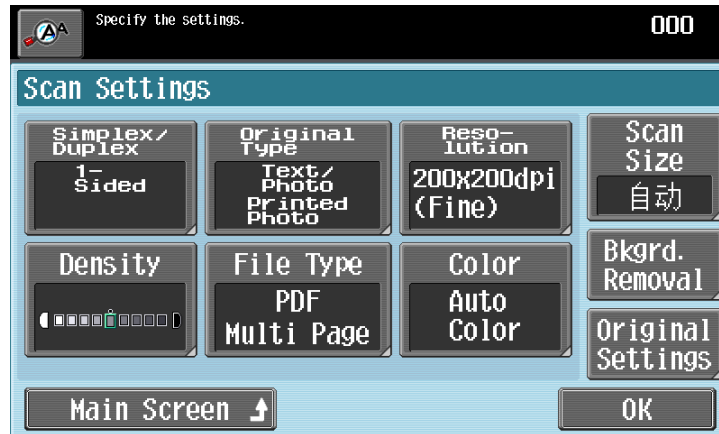 Specify the settings.
000
Scan Settings
Simplex/
Duplex
1-
Sided
Original
Type
Text/
Photo
Printed
Photo
Reso-
lution
200X200dpi
(Fine)
Scan
Size
自动
Density
File Type
PDF
Multi Page
Color
Auto
Color
Bkgrd.
Removal
Original
Settings
Main Screen
OK